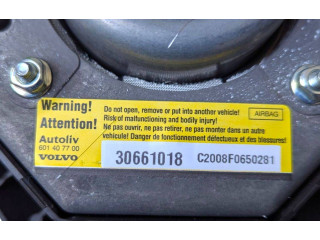 Warning!
Attention!
Do not open, remove or put into another vehicle!
Risk of malfunctioning and bodily injury!
Ne pas ouvrir, ne pas retirer, ne pas monter dans un autre
vehicule! Danger de fonctionnement défectueux et des blessures!
AIRBAG
Autoliv
601 40 77 00
VOLVO
30661018
C2008F0650281